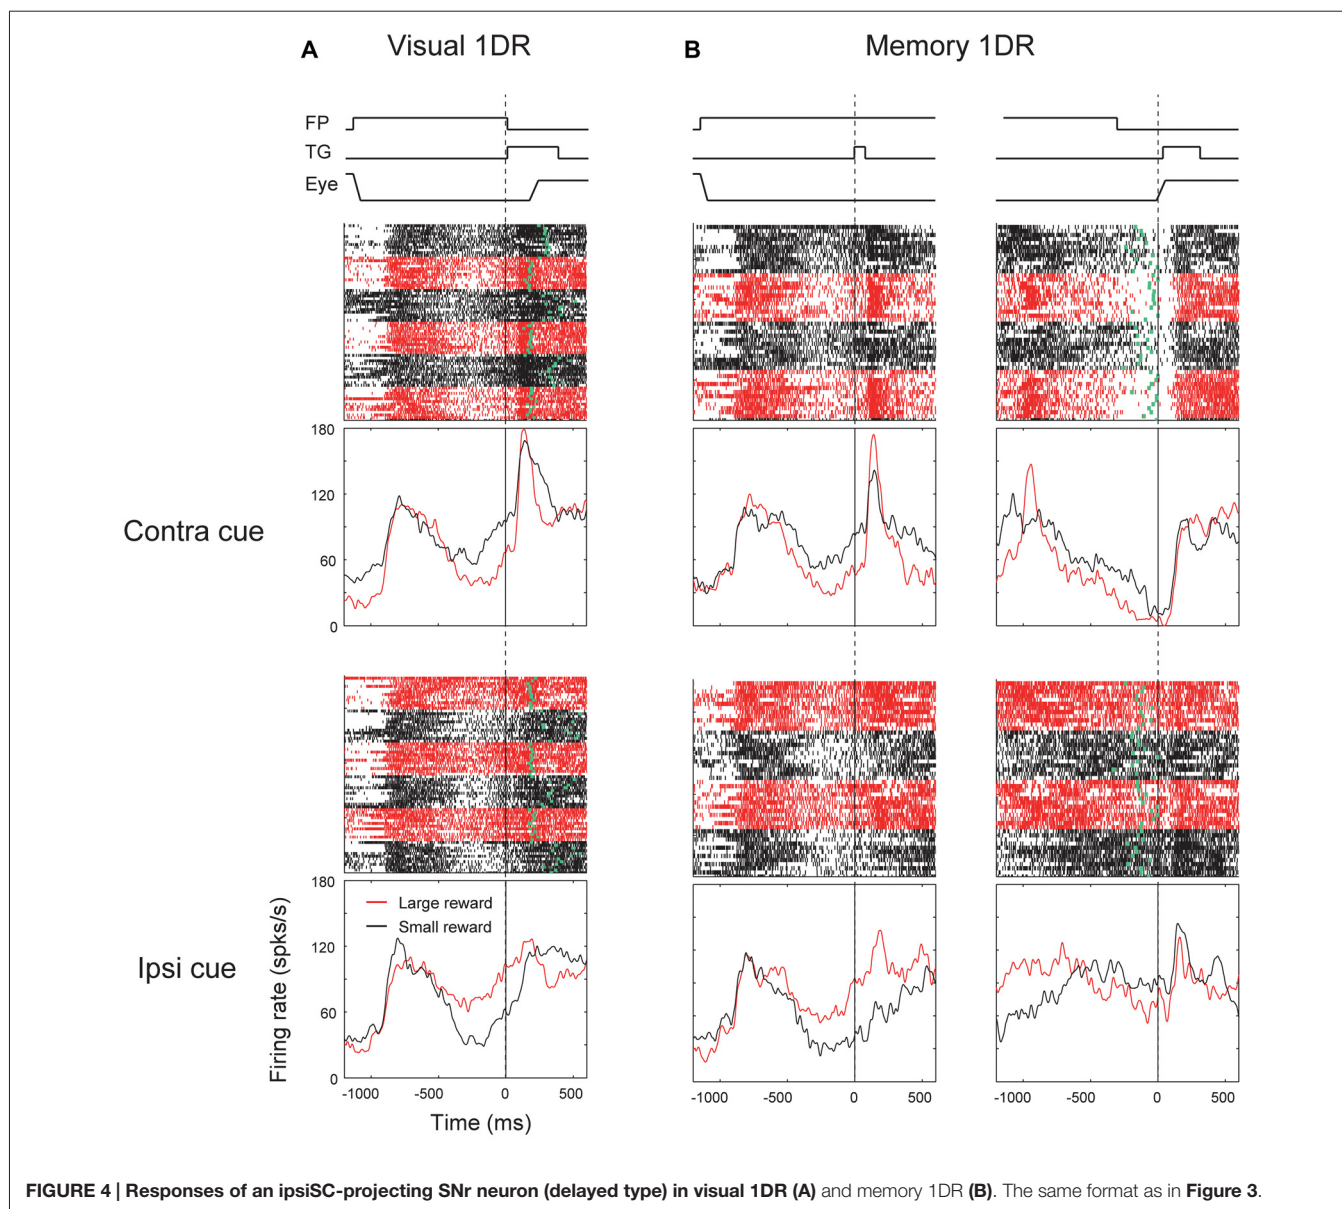 A Visual 1DR
B Memory 1DR
FP
TG
Eye
180
120
60
0
Contra cue
180
120
60
0
Large reward
Small reward
Ipsi cue
Firing rate (spks/s)
-1000 -500 0 500
-1000 -500 0 500
-1000 -500 0 500
Time (ms)
FIGURE 4 | Responses of an ipsiSC-projecting SNr neuron (delayed type) in visual 1DR (A) and memory 1DR (B). The same format as in Figure 3.